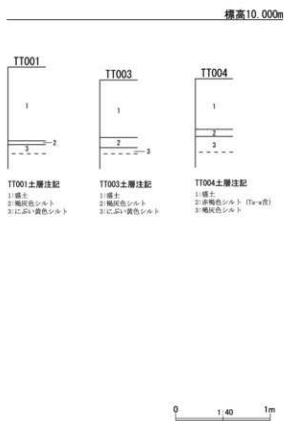 標高10.000m
TT001
1
2
3
TT003
1
2
3
TT004
1
2
3
TT001土層注記
1:盛土
2:褐灰色シルト
3:にぶい黄色シルト
TT003土層注記
1:盛土
2:褐灰色シルト
3:にぶい黄色シルト
TT004土層注記
1:盛土
2:赤褐色シルト (To-a含)
3:褐灰色シルト
0
1:40
1m